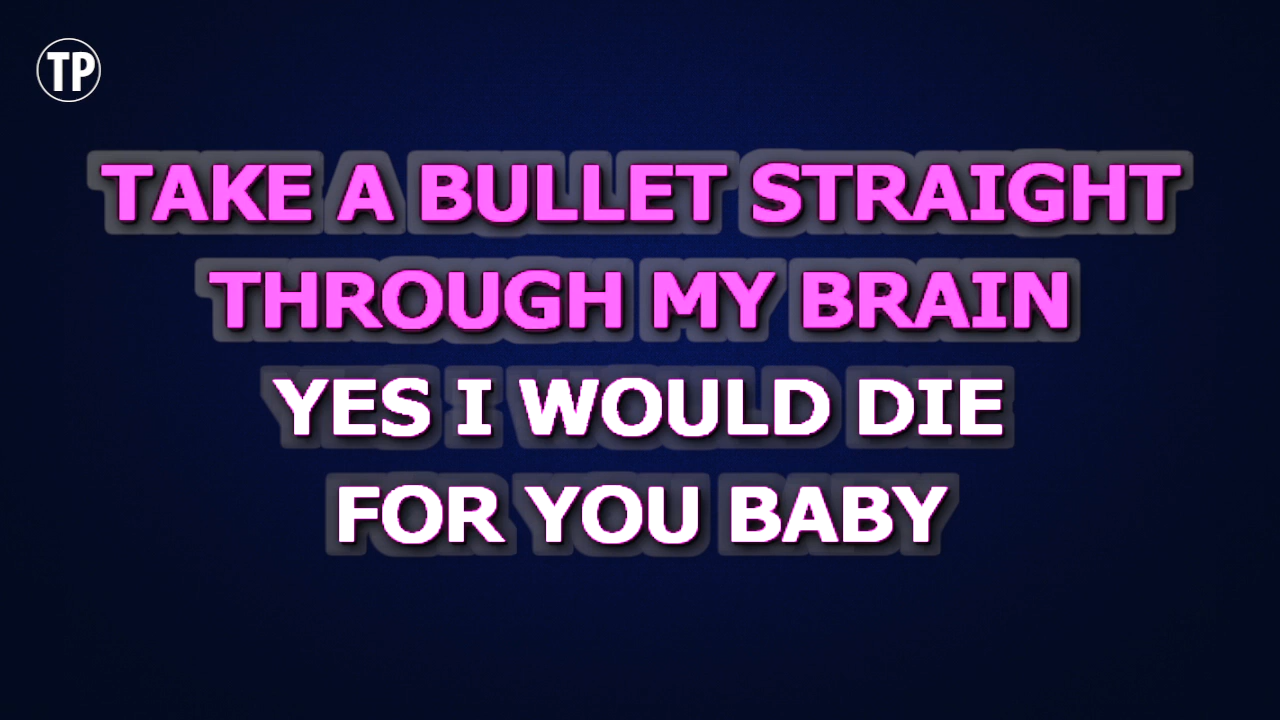 TP
TAKE A BULLET STRAIGHT
THROUGH MY BRAIN
YES I WOULD DIE
FOR YOU BABY